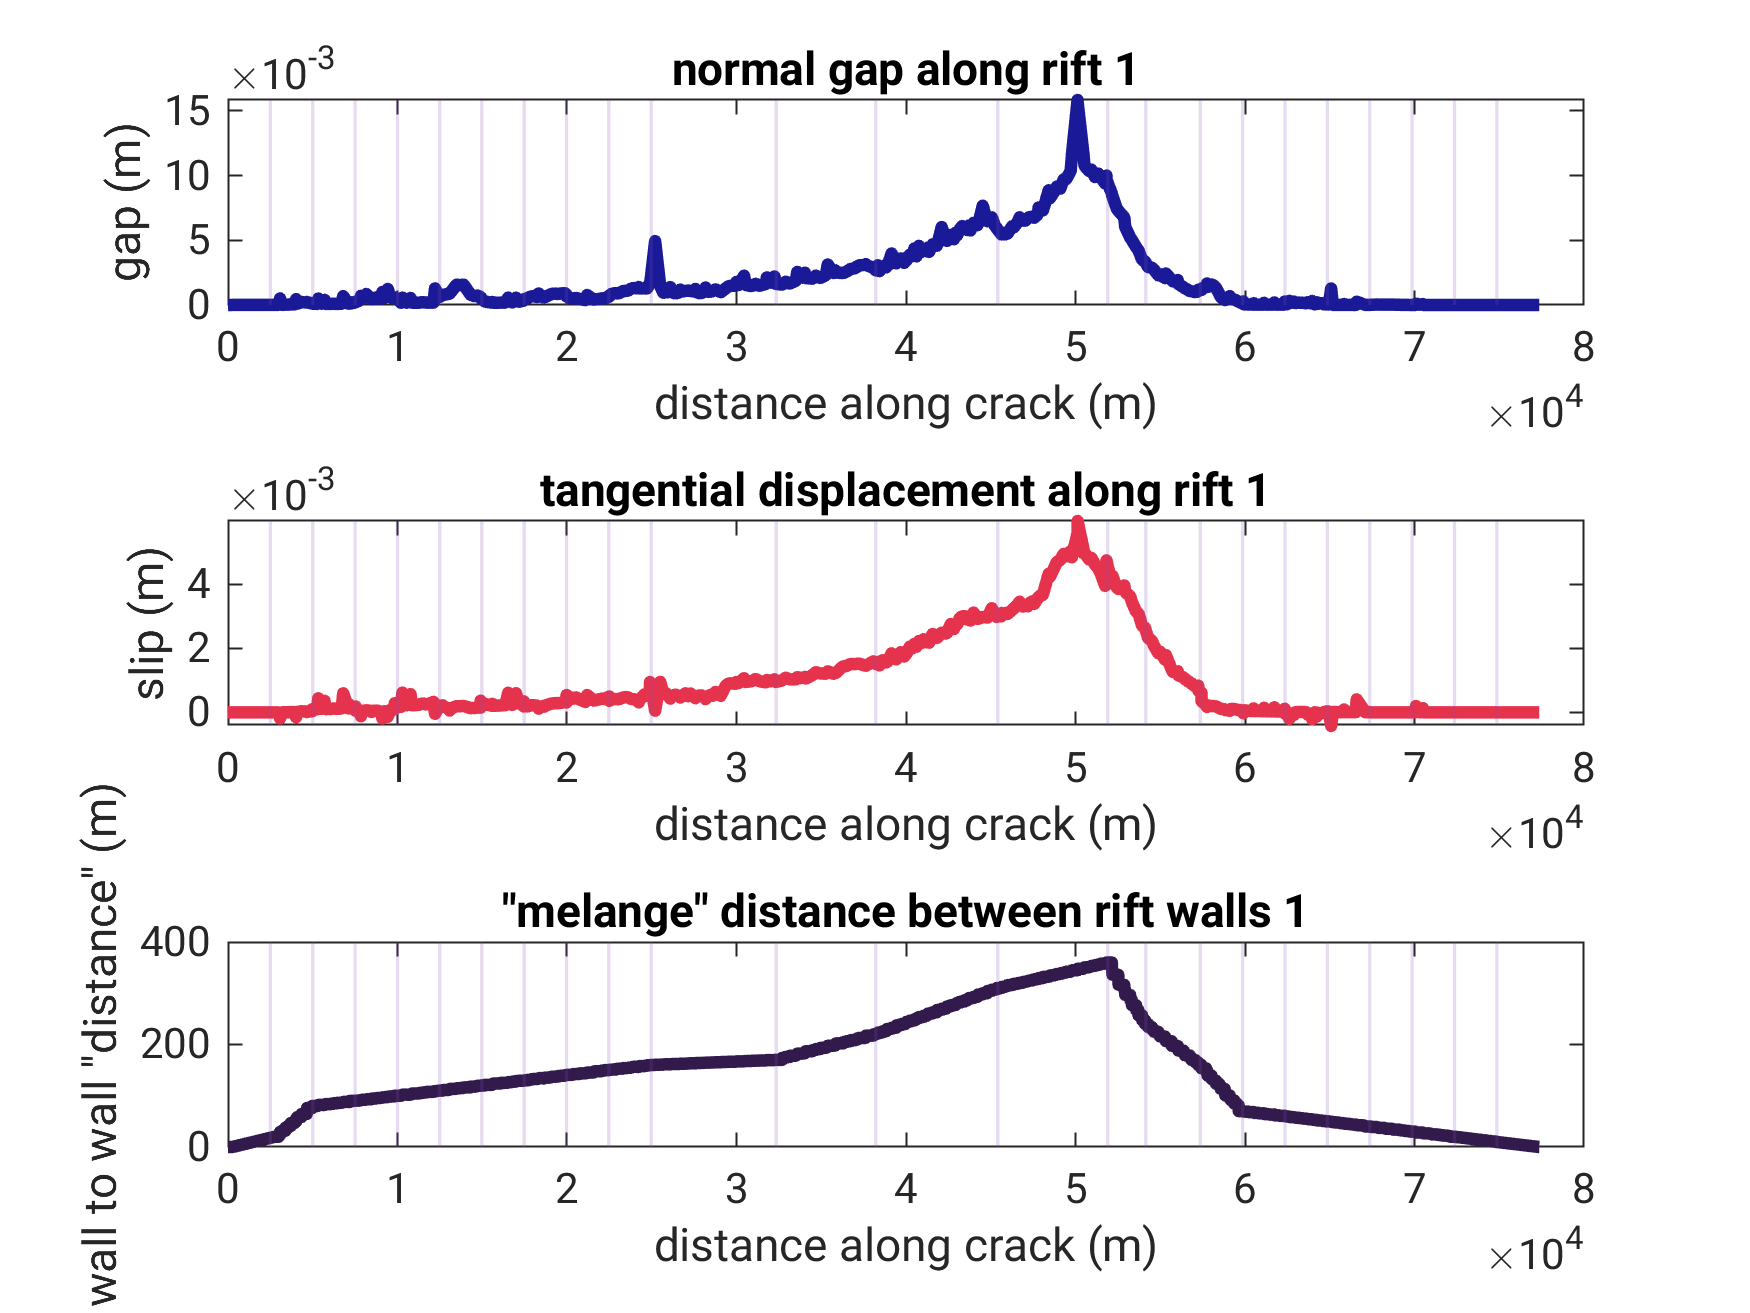 ×10⁻³
normal gap along rift 1
gap (m)
15
10
5
0
0 1 2 3 4 5 6 7 8
distance along crack (m)
×10⁴
×10⁻³
tangential displacement along rift 1
slip (m)
4
2
0
0 1 2 3 4 5 6 7 8
distance along crack (m)
×10⁴
"melange" distance between rift walls 1
wall to wall "distance" (m)
400
200
0
0 1 2 3 4 5 6 7 8
distance along crack (m)
×10⁴